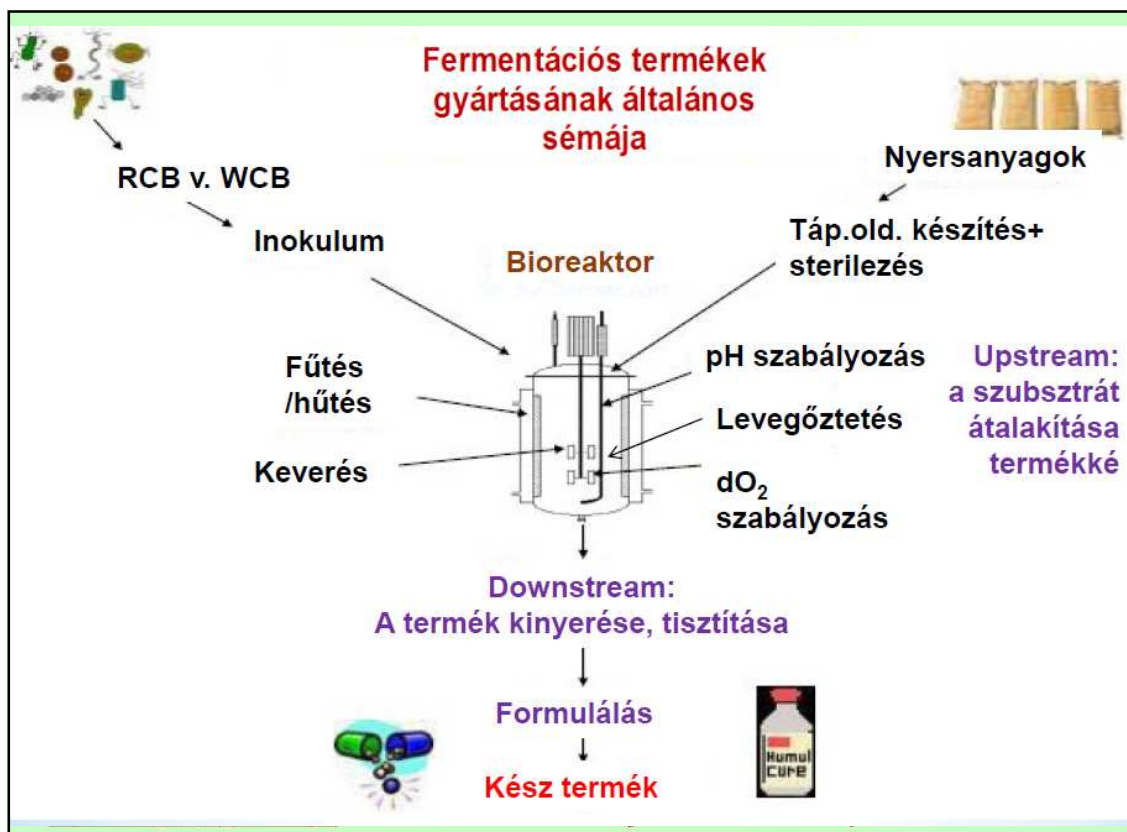 Fermentációs termékek
gyártásának általános
sémája
RCB v. WCB
Nyersanyagok
Inokulum
Táp.old. készítés+
sterilezés
Bioreaktor
Fűtés
/hűtés
Keverés
pH szabályozás
Levegőztetés
dO₂
szabályozás
Upstream:
a szubsztrát
átalakítása
termékké
Downstream:
A termék kinyerése, tisztítása
Formulálás
Humul
CURE
Kész termék